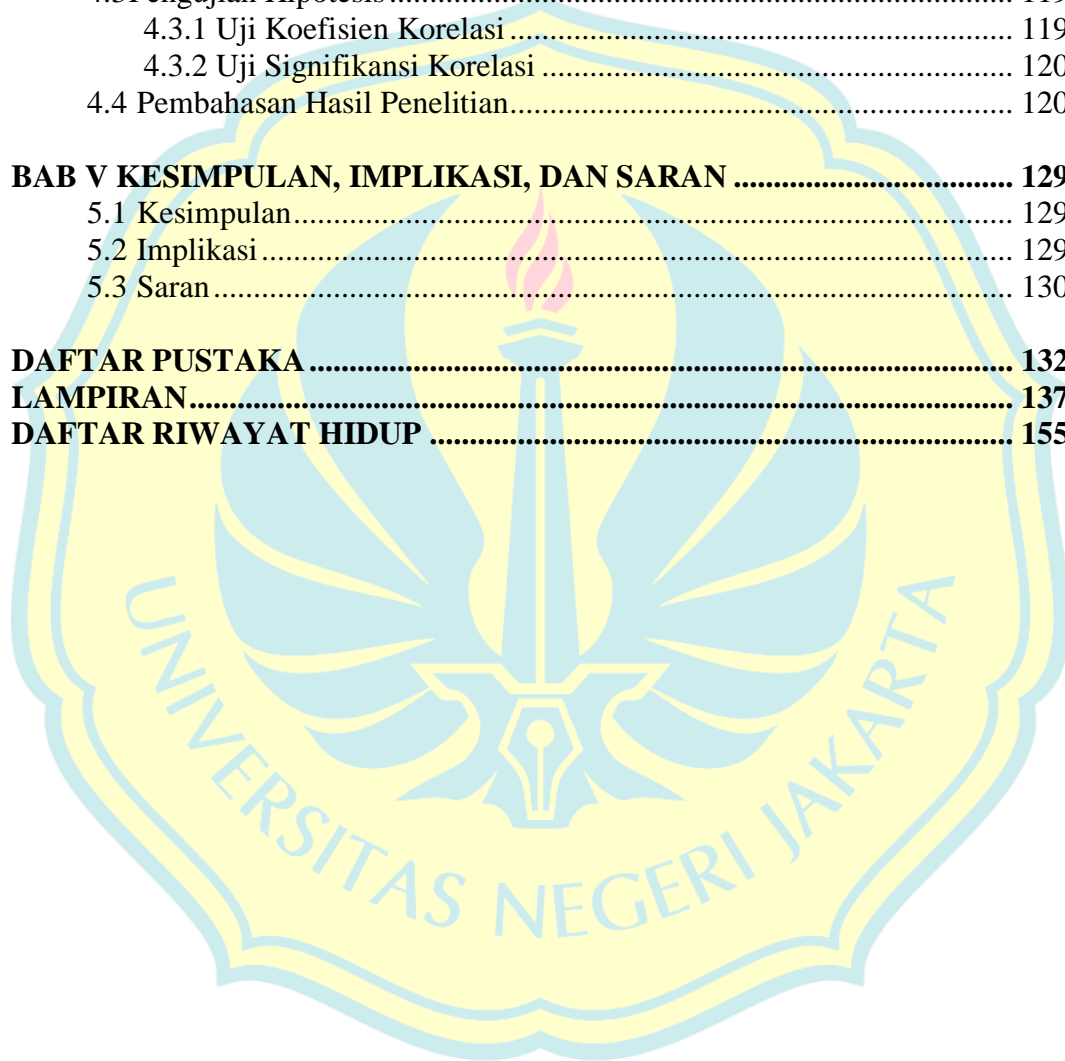 4.3Pengujian Hipotesis ........................................................................ 119
4.3.1 Uji Koefisien Korelasi ........................................................... 119
4.3.2 Uji Signifikansi Korelasi ....................................................... 120
4.4 Pembahasan Hasil Penelitian.......................................................... 120
BAB V KESIMPULAN, IMPLIKASI, DAN SARAN ................................... 129
5.1 Kesimpulan..................................................................................... 129
5.2 Implikasi ......................................................................................... 129
5.3 Saran ............................................................................................... 130
DAFTAR PUSTAKA ....................................................................................... 132
LAMPIRAN...................................................................................................... 137
DAFTAR RIWAYAT HIDUP ........................................................................ 155
UNIVERSITAS NEGERI JAKARTA